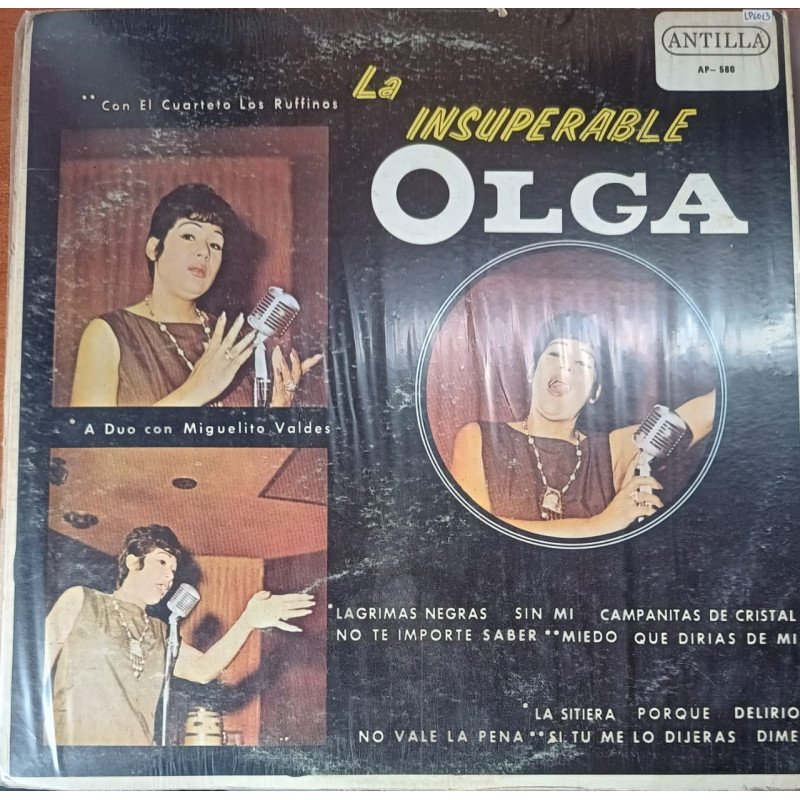 LP6013
ANTILLA
AP- 580
** Con El Cuarteto Los Ruffinos
La
INSUPERABLE
OLGA
* A Duo con Miguelito Valdes
*LAGRIMAS NEGRAS SIN MI CAMPANITAS DE CRISTAL
NO TE IMPORTE SABER **MIEDO QUE DIRIAS DE MI
*LA SITIERA PORQUE DELIRIO
NO VALE LA PENA **SI TU ME LO DIJERAS DIME